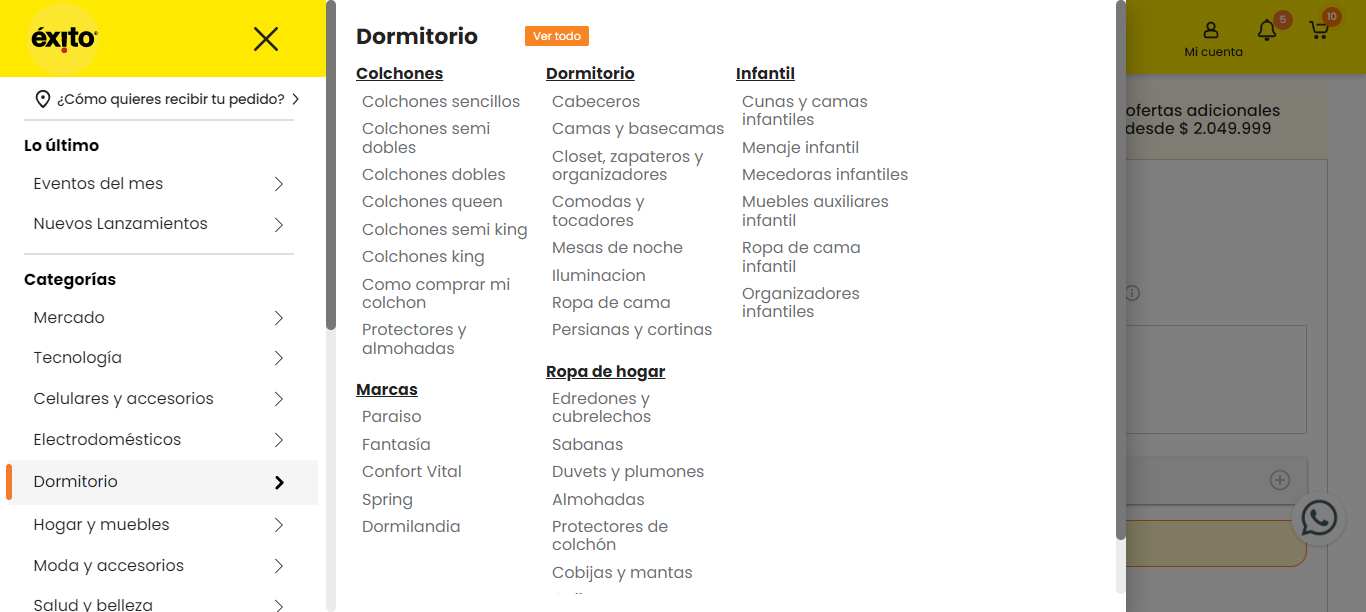 éxito
¿Cómo quieres recibir tu pedido?
Lo último
Eventos del mes
Nuevos Lanzamientos
Categorías
Mercado
Tecnología
Celulares y accesorios
Electrodomésticos
Dormitorio
Hogar y muebles
Moda y accesorios
Salud y belleza
Dormitorio
Ver todo
Colchones
Colchones sencillos
Colchones semi
dobles
Colchones dobles
Colchones queen
Colchones semi king
Colchones king
Como comprar mi
colchon
Protectores y
almohadas
Marcas
Paraiso
Fantasía
Confort Vital
Spring
Dormilandia
Dormitorio
Cabeceros
Camas y basecamas
Closet, zapateros y
organizadores
Comodas y
tocadores
Mesas de noche
Iluminacion
Ropa de cama
Persianas y cortinas
Ropa de hogar
Edredones y
cubrelechos
Sabanas
Duvets y plumones
Almohadas
Protectores de
colchón
Cobijas y mantas
Infantil
Cunas y camas
infantiles
Menaje infantil
Mecedoras infantiles
Muebles auxiliares
infantil
Ropa de cama
infantil
Organizadores
infantiles
Mi cuenta
5
10
ofertas adicionales
desde $ 2.049.999